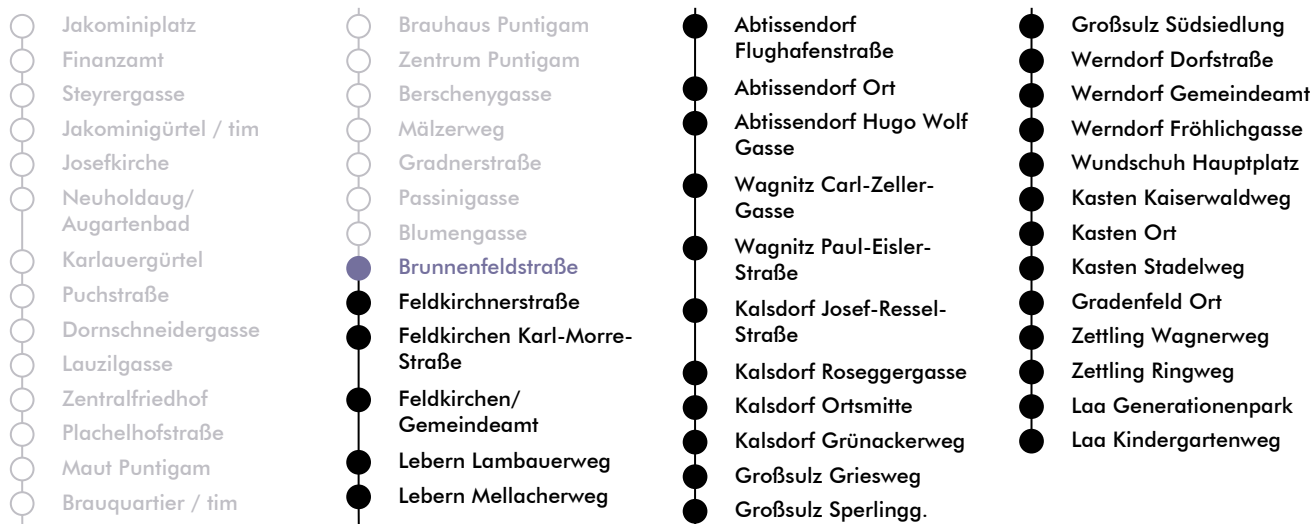 Jakominiplatz
Finanzamt
Steyrergasse
Jakominigürtel / tim
Josefkirche
Neuholdaug/
Augartenbad
Karlauergürtel
Puchstraße
Dornschneidergasse
Lauzilgasse
Zentralfriedhof
Plachelhofstraße
Maut Puntigam
Brauquartier / tim
Brauhaus Puntigam
Zentrum Puntigam
Berschenygasse
Mälzerweg
Gradnerstraße
Passinigasse
Blumengasse
Brunnenfeldstraße
Feldkirchnerstraße
Feldkirchen Karl-Morre-
Straße
Feldkirchen/
Gemeindeamt
Lebern Lambauerweg
Lebern Mellacherweg
Abtissendorf
Flughafenstraße
Abtissendorf Ort
Abtissendorf Hugo Wolf
Gasse
Wagnitz Carl-Zeller-
Gasse
Wagnitz Paul-Eisler-
Straße
Kalsdorf Josef-Ressel-
Straße
Kalsdorf Roseggergasse
Kalsdorf Ortsmitte
Kalsdorf Grünackerweg
Großsulz Griesweg
Großsulz Sperlingg.
Großsulz Südsiedlung
Werndorf Dorfstraße
Werndorf Gemeindeamt
Werndorf Fröhlichgasse
Wundschuh Hauptplatz
Kasten Kaiserwaldweg
Kasten Ort
Kasten Stadelweg
Gradenfeld Ort
Zettling Wagnerweg
Zettling Ringweg
Laa Generationenpark
Laa Kindergartenweg